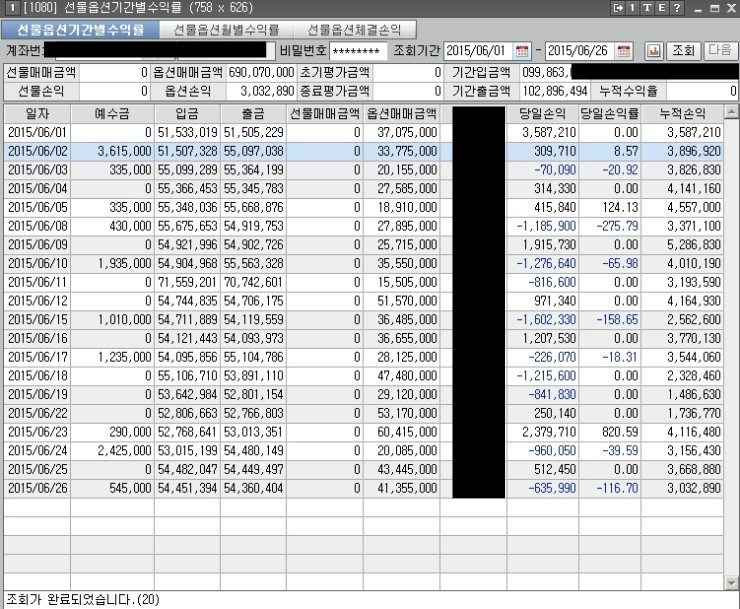 1 [1080] 선물옵션기간별수익률 (758 x 626) 1 T E ?
선물옵션기간별수익률 선물옵션월별수익률 선물옵션체결손익
계좌번 비밀번호 ******** 조회기간 2015/06/01 - 2015/06/26 조회 다음
선물매매금액 0 옵션매매금액 690,070,000 초기평가금액 0 기간입금액 099,863,
선물손익 0 옵션손익 3,032,890 종료평가금액 0 기간출금액 102,896,494 누적수익률 0
일자 예수금 입금 출금 선물매매금액 옵션매매금액 당일손익 당일손익률 누적손익
2015/06/01 0 51,533,019 51,505,229 0 37,075,000 3,587,210 0.00 3,587,210
2015/06/02 3,615,000 51,507,328 55,097,038 0 33,775,000 309,710 8.57 3,896,920
2015/06/03 335,000 55,099,289 55,364,199 0 20,155,000 -70,090 -20.92 3,826,830
2015/06/04 0 55,366,453 55,345,783 0 27,585,000 314,330 0.00 4,141,160
2015/06/05 335,000 55,348,036 55,668,876 0 18,910,000 415,840 124.13 4,557,000
2015/06/08 430,000 55,675,653 54,919,753 0 27,895,000 -1,185,900 -275.79 3,371,100
2015/06/09 0 54,921,996 54,902,726 0 25,715,000 1,915,730 0.00 5,286,830
2015/06/10 1,935,000 54,904,968 55,563,328 0 35,550,000 -1,276,640 -65.98 4,010,190
2015/06/11 0 71,559,201 70,742,601 0 15,505,000 -816,600 0.00 3,193,590
2015/06/12 0 54,744,835 54,706,175 0 51,570,000 971,340 0.00 4,164,930
2015/06/15 1,010,000 54,711,889 54,119,559 0 36,485,000 -1,602,330 -158.65 2,562,600
2015/06/16 0 54,121,443 54,093,973 0 36,655,000 1,207,530 0.00 3,770,130
2015/06/17 1,235,000 54,095,856 55,104,786 0 28,125,000 -226,070 -18.31 3,544,060
2015/06/18 0 55,106,710 53,891,110 0 47,480,000 -1,215,600 0.00 2,328,460
2015/06/19 0 53,642,984 52,801,154 0 29,120,000 -841,830 0.00 1,486,630
2015/06/22 0 52,806,663 52,766,803 0 53,170,000 250,140 0.00 1,736,770
2015/06/23 290,000 52,768,641 53,013,351 0 60,415,000 2,379,710 820.59 4,116,480
2015/06/24 2,425,000 53,015,199 54,480,149 0 20,085,000 -960,050 -39.59 3,156,430
2015/06/25 0 54,482,047 54,449,497 0 43,445,000 512,450 0.00 3,668,880
2015/06/26 545,000 54,451,394 54,360,404 0 41,355,000 -635,990 -116.70 3,032,890
조회가 완료되었습니다.(20)